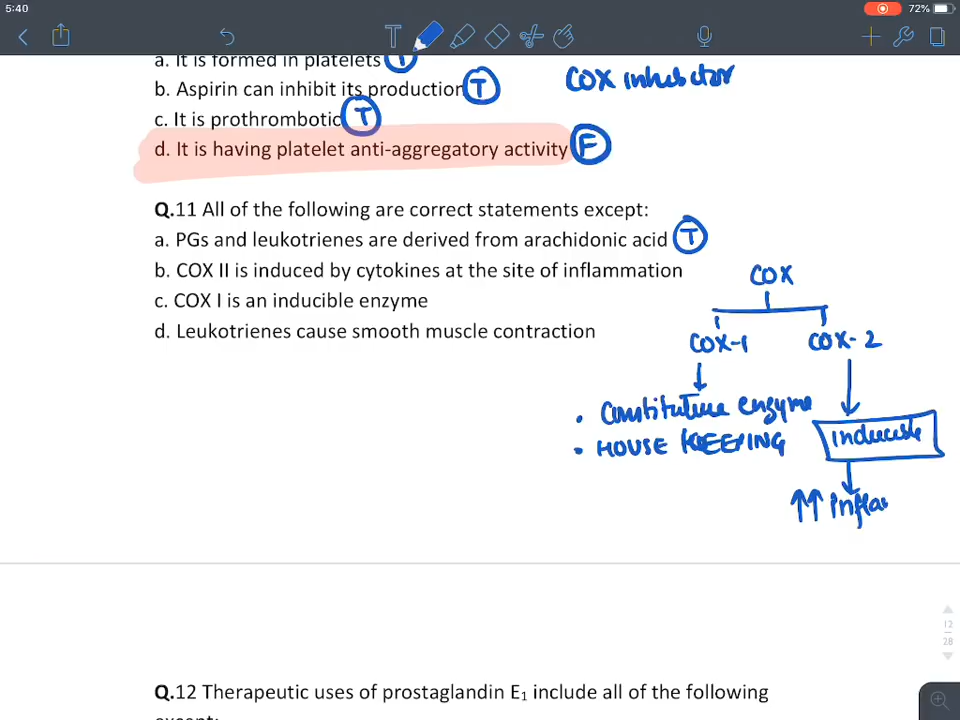 5:40
72%
T
a. It is formed in platelets T
b. Aspirin can inhibit its production T
COX inhibitor
c. It is prothrombotic T
d. It is having platelet anti-aggregatory activity F
Q.11 All of the following are correct statements except:
a. PGs and leukotrienes are derived from arachidonic acid T
b. COX II is induced by cytokines at the site of inflammation
c. COX I is an inducible enzyme
d. Leukotrienes cause smooth muscle contraction
COX
COX-1 COX-2
• Constitutive enzyme
• HOUSE KEEPING
inducible
↑↑ infla
12
28
Q.12 Therapeutic uses of prostaglandin E₁ include all of the following
except: